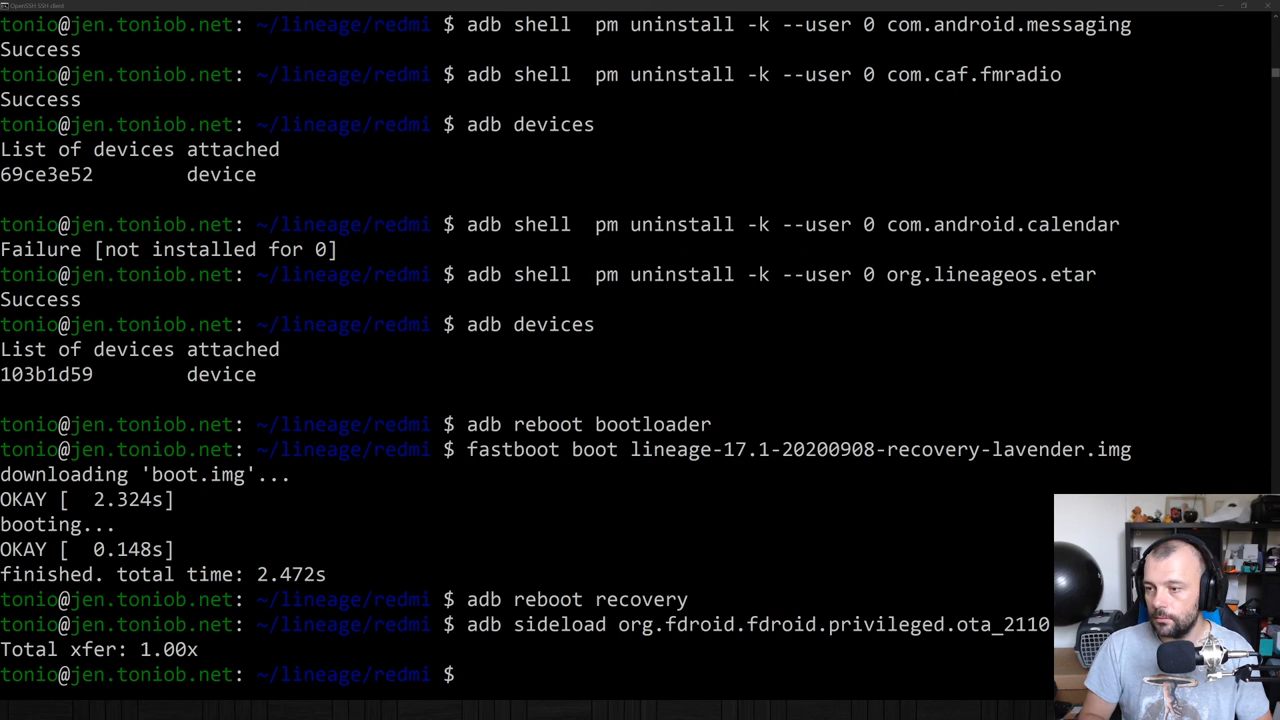 OpenSSH SSH client
tonio@jen.toniob.net: ~/lineage/redmi $ adb shell  pm uninstall -k --user 0 com.android.messaging
Success
tonio@jen.toniob.net: ~/lineage/redmi $ adb shell  pm uninstall -k --user 0 com.caf.fmradio
Success
tonio@jen.toniob.net: ~/lineage/redmi $ adb devices
List of devices attached
69ce3e52        device
tonio@jen.toniob.net: ~/lineage/redmi $ adb shell  pm uninstall -k --user 0 com.android.calendar
Failure [not installed for 0]
tonio@jen.toniob.net: ~/lineage/redmi $ adb shell  pm uninstall -k --user 0 org.lineageos.etar
Success
tonio@jen.toniob.net: ~/lineage/redmi $ adb devices
List of devices attached
103b1d59        device
tonio@jen.toniob.net: ~/lineage/redmi $ adb reboot bootloader
tonio@jen.toniob.net: ~/lineage/redmi $ fastboot boot lineage-17.1-20200908-recovery-lavender.img
downloading 'boot.img'...
OKAY [  2.324s]
booting...
OKAY [  0.148s]
finished. total time: 2.472s
tonio@jen.toniob.net: ~/lineage/redmi $ adb reboot recovery
tonio@jen.toniob.net: ~/lineage/redmi $ adb sideload org.fdroid.fdroid.privileged.ota_2110
Total xfer: 1.00x
tonio@jen.toniob.net: ~/lineage/redmi $